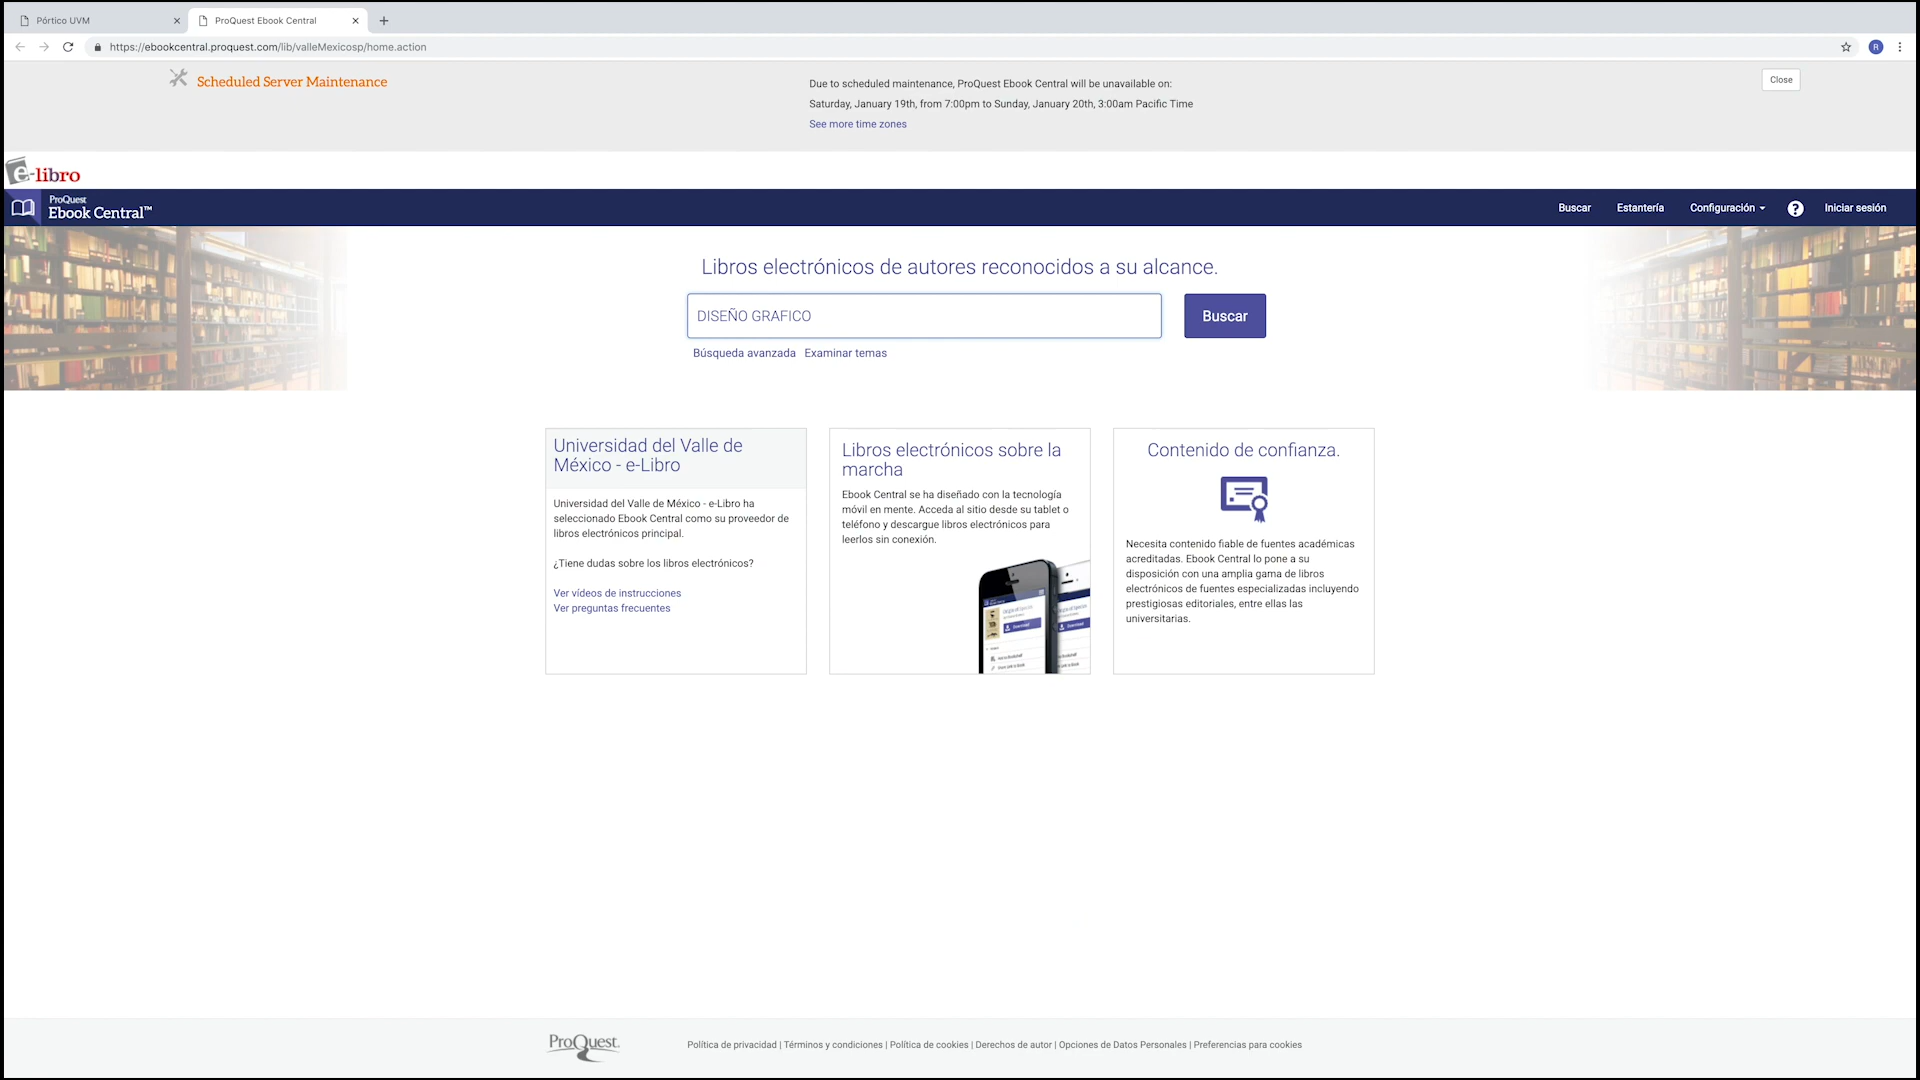 Pórtico UVM
ProQuest Ebook Central
https://ebookcentral.proquest.com/lib/valleMexicosp/home.action
R
Scheduled Server Maintenance
Due to scheduled maintenance, ProQuest Ebook Central will be unavailable on:
Saturday, January 19th, from 7:00pm to Sunday, January 20th, 3:00am Pacific Time
See more time zones
Close
e-libro
ProQuest
Ebook Central™
Buscar
Estantería
Configuración
?
Iniciar sesión
Libros electrónicos de autores reconocidos a su alcance.
DISEÑO GRAFICO
Buscar
Búsqueda avanzada Examinar temas
Universidad del Valle de
México - e-Libro
Universidad del Valle de México - e-Libro ha
seleccionado Ebook Central como su proveedor de
libros electrónicos principal.
¿Tiene dudas sobre los libros electrónicos?
Ver vídeos de instrucciones
Ver preguntas frecuentes
Libros electrónicos sobre la
marcha
Ebook Central se ha diseñado con la tecnología
móvil en mente. Acceda al sitio desde su tablet o
teléfono y descargue libros electrónicos para
leerlos sin conexión.
Contenido de confianza.
Necesita contenido fiable de fuentes académicas
acreditadas. Ebook Central lo pone a su
disposición con una amplia gama de libros
electrónicos de fuentes especializadas incluyendo
prestigiosas editoriales, entre ellas las
universitarias.
ProQuest.
Política de privacidad | Términos y condiciones | Política de cookies | Derechos de autor | Opciones de Datos Personales | Preferencias para cookies